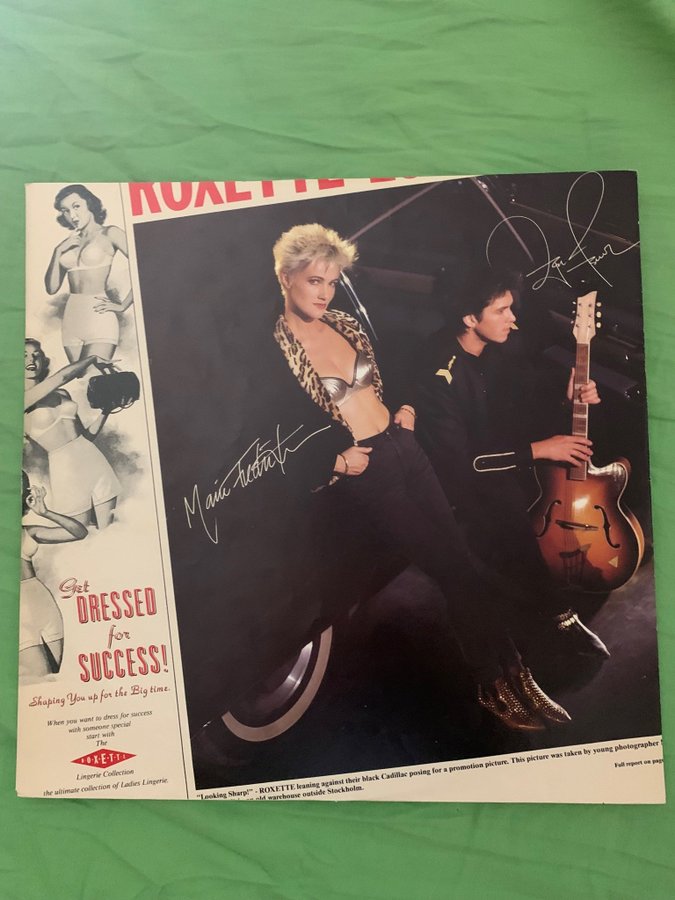 ROXETTE
Marie Fredriksson
Get
DRESSED
for
SUCCESS!
Shaping You up for the Big time.
When you want to dress for success
with someone special
start with
The
R·O·X·E·T·T·E
Lingerie Collection
the ultimate collection of Ladies Lingerie.
"Looking Sharp!" - ROXETTE leaning against their black Cadillac posing for a promotion picture. This picture was taken by young photographer
old warehouse outside Stockholm.
Full report on page